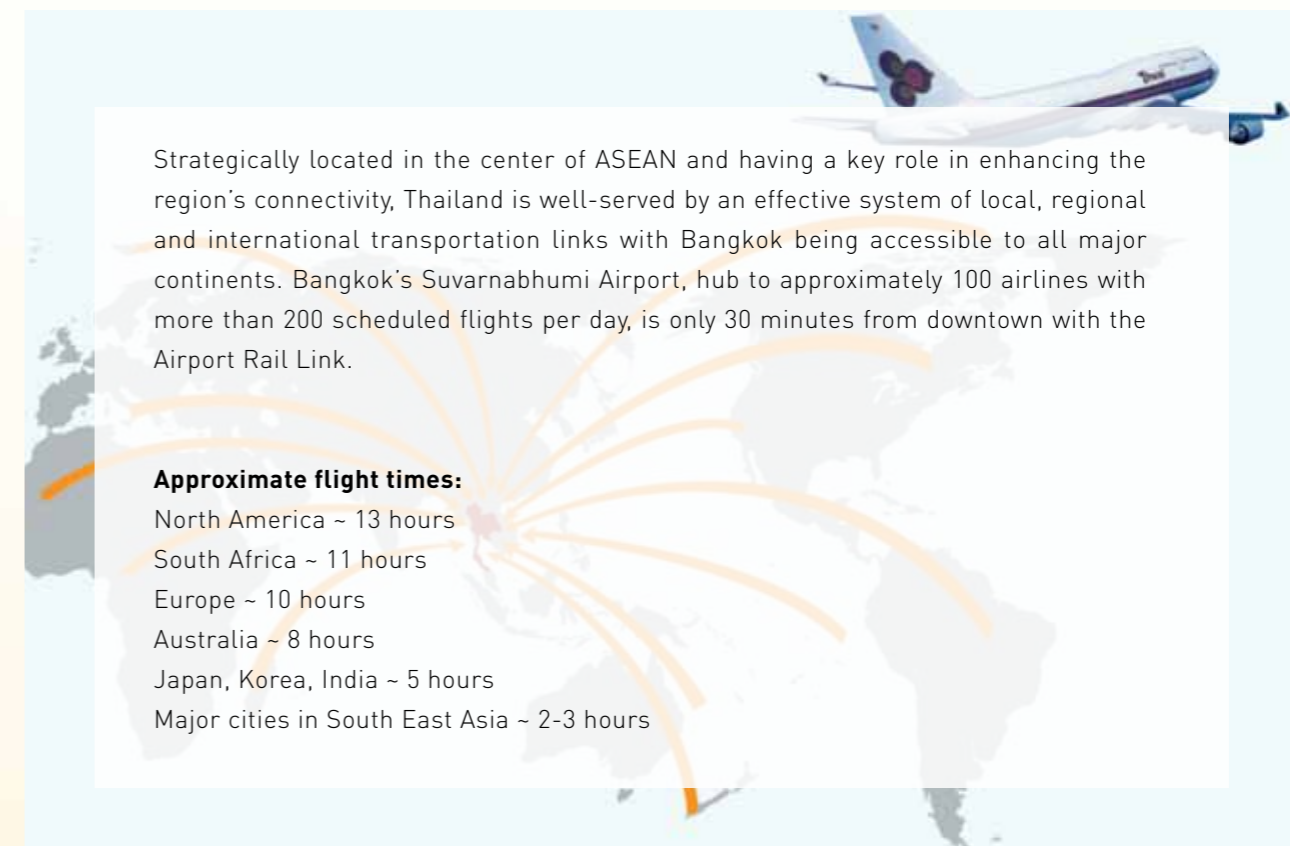 Thai
Strategically located in the center of ASEAN and having a key role in enhancing the
region's connectivity, Thailand is well-served by an effective system of local, regional
and international transportation links with Bangkok being accessible to all major
continents. Bangkok's Suvarnabhumi Airport, hub to approximately 100 airlines with
more than 200 scheduled flights per day, is only 30 minutes from downtown with the
Airport Rail Link.
Approximate flight times:
North America ~ 13 hours
South Africa ~ 11 hours
Europe ~ 10 hours
Australia ~ 8 hours
Japan, Korea, India ~ 5 hours
Major cities in South East Asia ~ 2-3 hours